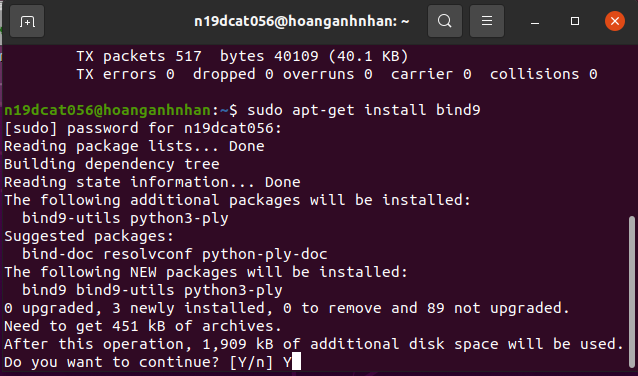 n19dcat056@hoanganhnhan: ~
TX packets 517  bytes 40109 (40.1 KB)
TX errors 0  dropped 0 overruns 0  carrier 0  collisions 0
n19dcat056@hoanganhnhan:~$ sudo apt-get install bind9
[sudo] password for n19dcat056:
Reading package lists... Done
Building dependency tree
Reading state information... Done
The following additional packages will be installed:
  bind9-utils python3-ply
Suggested packages:
  bind-doc resolvconf python-ply-doc
The following NEW packages will be installed:
  bind9 bind9-utils python3-ply
0 upgraded, 3 newly installed, 0 to remove and 89 not upgraded.
Need to get 451 kB of archives.
After this operation, 1,909 kB of additional disk space will be used.
Do you want to continue? [Y/n] Y